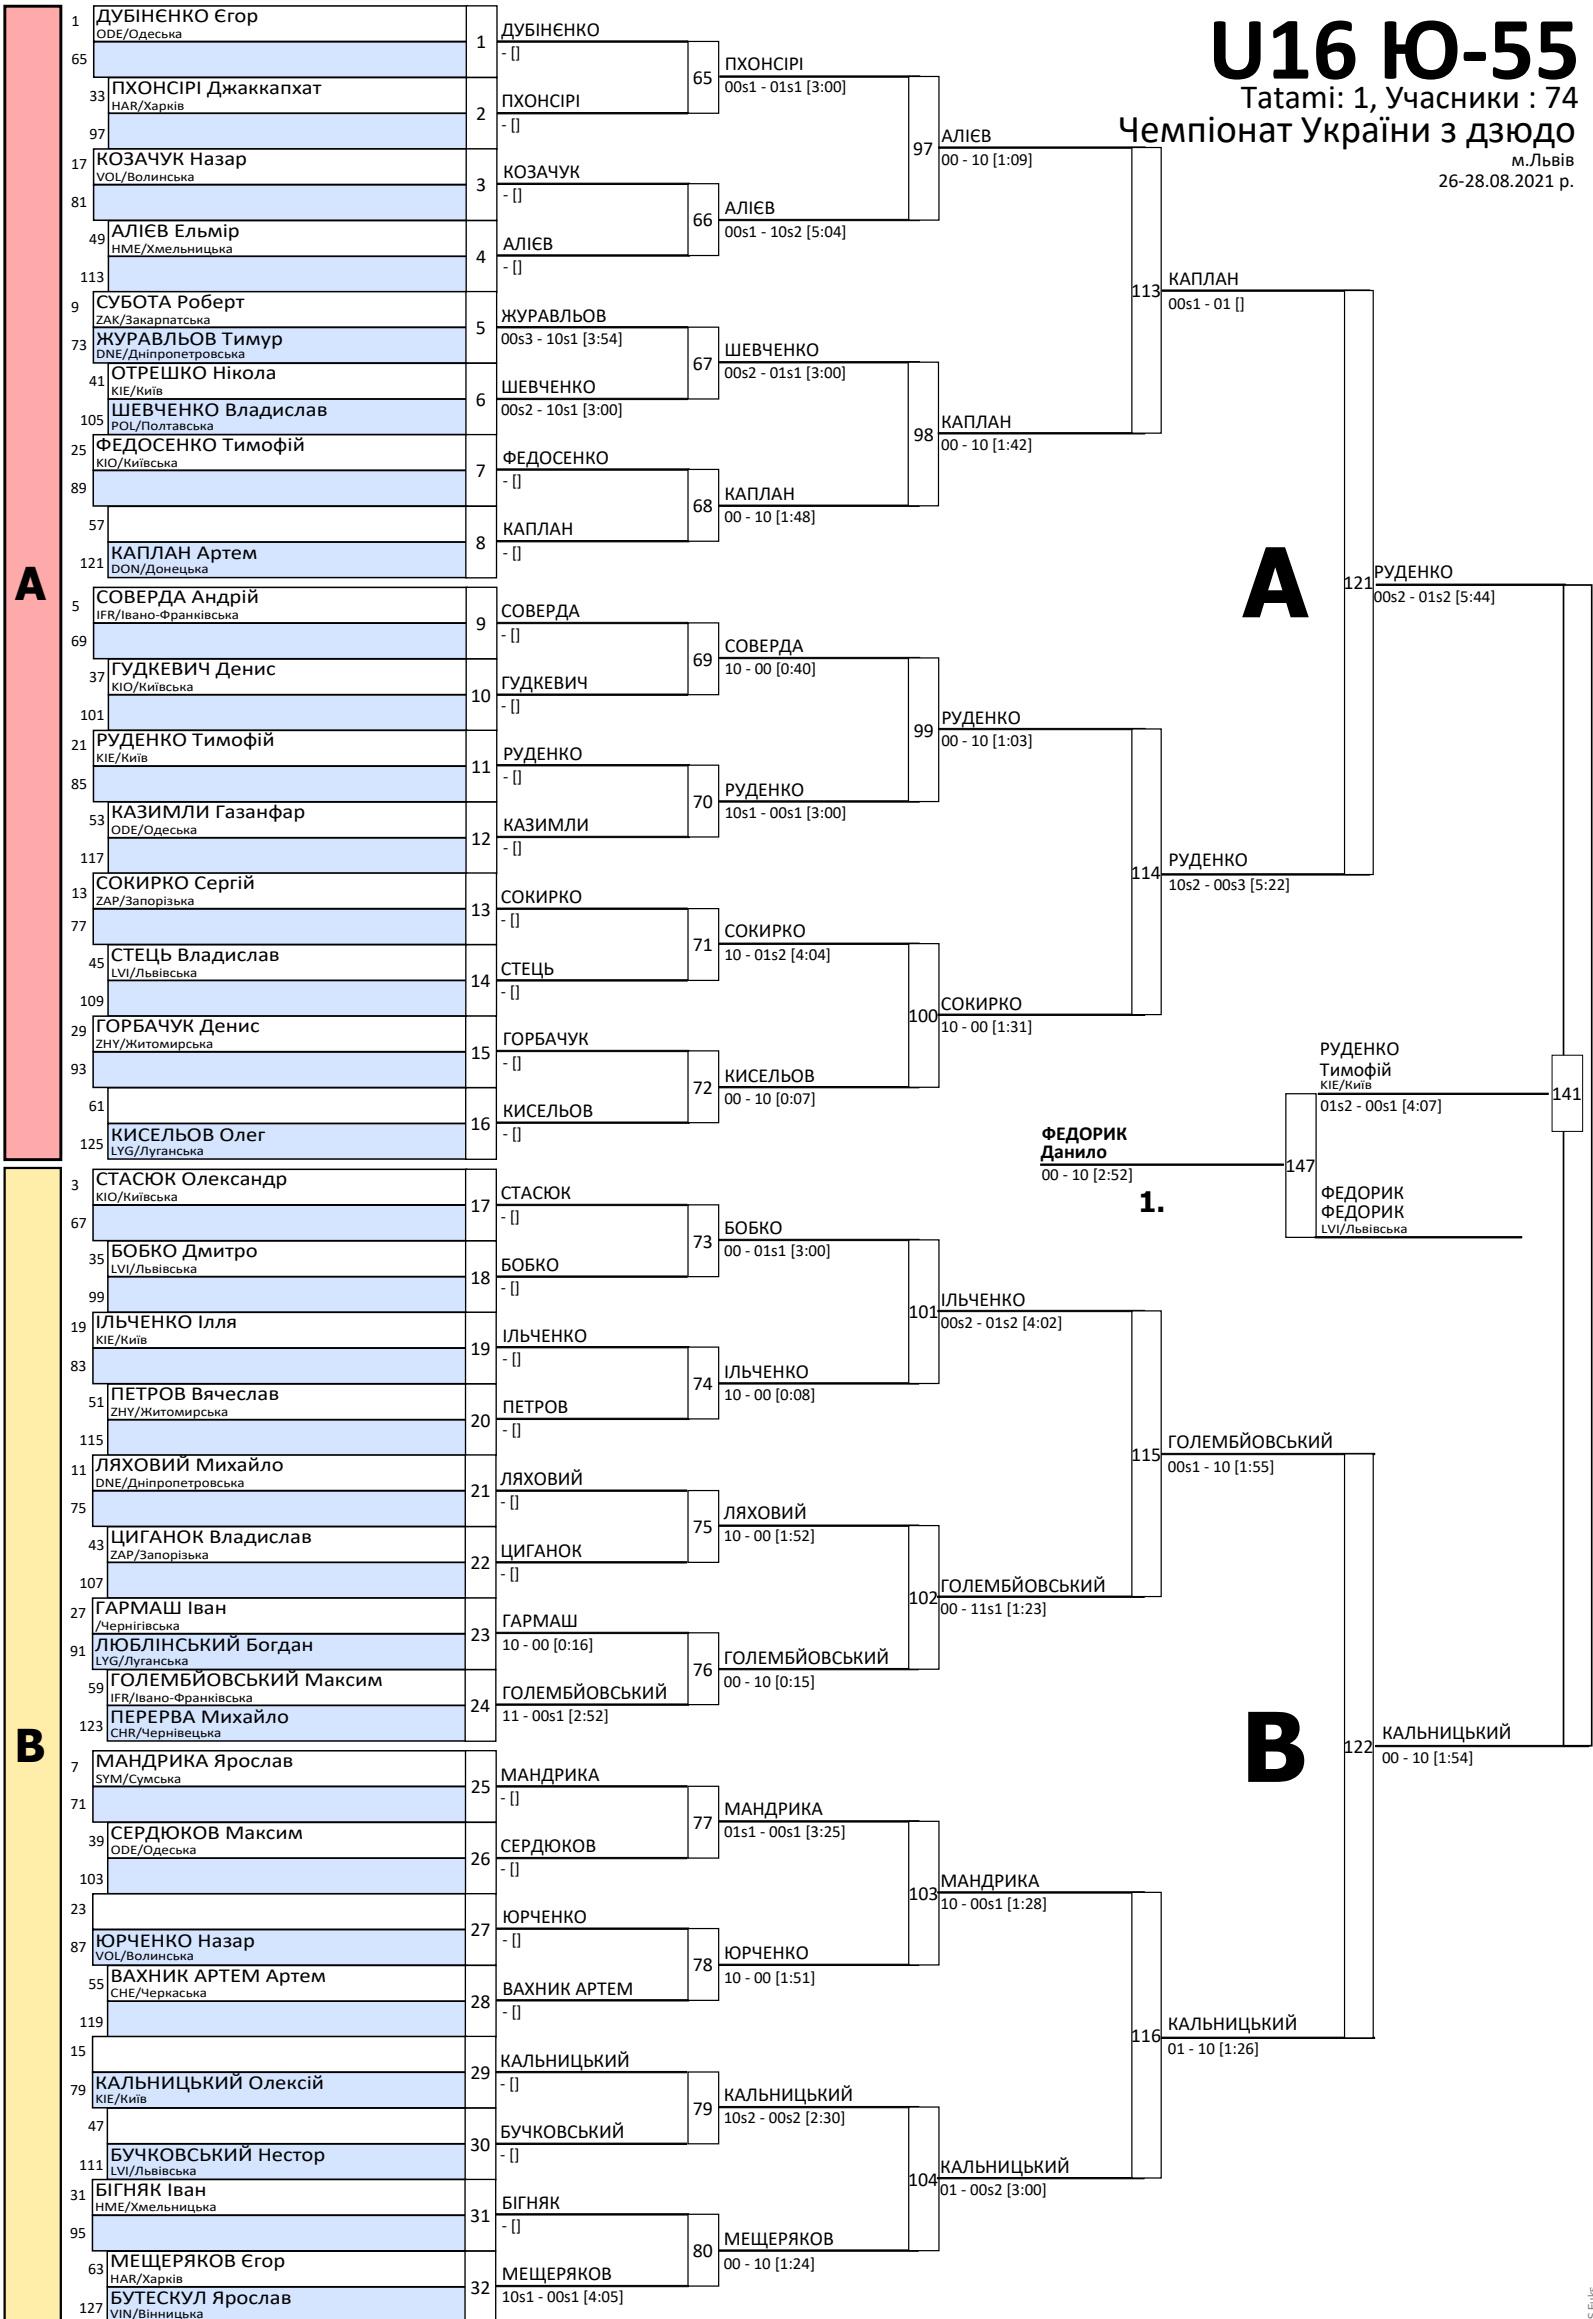 U16 Ю-55
Tatami: 1, Учасники : 74
Чемпіонат України з дзюдо
м.Львів
26-28.08.2021 р.
A
1
ДУБІНЄНКО Єгор
ODE/Одеська
65
1
33
ПХОНСІРІ Джаккапхат
HAR/Харків
97
2
17
КОЗАЧУК Назар
VOL/Волинська
81
3
49
АЛІЄВ Ельмір
HME/Хмельницька
113
4
9
СУБОТА Роберт
ZAK/Закарпатська
73
ЖУРАВЛЬОВ Тимур
DNE/Дніпропетровська
5
41
ОТРЕШКО Нікола
KIE/Київ
105
ШЕВЧЕНКО Владислав
POL/Полтавська
6
25
ФЕДОСЕНКО Тимофій
KIO/Київська
89
7
57
121
КАПЛАН Артем
DON/Донецька
8
5
СОВЕРДА Андрій
IFR/Івано-Франківська
69
9
37
ГУДКЕВИЧ Денис
KIO/Київська
101
10
21
РУДЕНКО Тимофій
KIE/Київ
85
11
53
КАЗИМЛИ Газанфар
ODE/Одеська
117
12
13
СОКИРКО Сергій
ZAP/Запорізька
77
13
45
СТЕЦЬ Владислав
LVI/Львівська
109
14
29
ГОРБАЧУК Денис
ZHY/Житомирська
93
15
61
125
КИСЕЛЬОВ Олег
LYG/Луганська
16
B
3
СТАСЮК Олександр
KIO/Київська
67
17
35
БОБКО Дмитро
LVI/Львівська
99
18
19
ІЛЬЧЕНКО Ілля
KIE/Київ
83
19
51
ПЕТРОВ Вячеслав
ZHY/Житомирська
115
20
11
ЛЯХОВИЙ Михайло
DNE/Дніпропетровська
75
21
43
ЦИГАНОК Владислав
ZAP/Запорізька
107
22
27
ГАРМАШ Іван
/Чернігівська
91
ЛЮБЛІНСЬКИЙ Богдан
LYG/Луганська
23
59
ГОЛЕМБЙОВСЬКИЙ Максим
IFR/Івано-Франківська
123
ПЕРЕРВА Михайло
CHR/Чернівецька
24
7
МАНДРИКА Ярослав
SYM/Сумська
71
25
39
СЕРДЮКОВ Максим
ODE/Одеська
103
26
23
87
ЮРЧЕНКО Назар
VOL/Волинська
27
55
ВАХНИК АРТЕМ Артем
CHE/Черкаська
119
28
15
79
КАЛЬНИЦЬКИЙ Олексій
KIE/Київ
29
47
111
БУЧКОВСЬКИЙ Нестор
LVI/Львівська
30
31
БІГНЯК Іван
HME/Хмельницька
95
31
63
МЕЩЕРЯКОВ Єгор
HAR/Харків
127
БУТЕСКУЛ Ярослав
VIN/Вінницька
32
ДУБІНЄНКО
- []
ПХОНСІРІ
- []
КОЗАЧУК
- []
АЛІЄВ
- []
ЖУРАВЛЬОВ
00s3 - 10s1 [3:54]
ШЕВЧЕНКО
00s2 - 10s1 [3:00]
ФЕДОСЕНКО
- []
КАПЛАН
- []
СОВЕРДА
- []
ГУДКЕВИЧ
- []
РУДЕНКО
- []
КАЗИМЛИ
- []
СОКИРКО
- []
СТЕЦЬ
- []
ГОРБАЧУК
- []
КИСЕЛЬОВ
- []
СТАСЮК
- []
БОБКО
- []
ІЛЬЧЕНКО
- []
ПЕТРОВ
- []
ЛЯХОВИЙ
- []
ЦИГАНОК
- []
ГАРМАШ
10 - 00 [0:16]
ГОЛЕМБЙОВСЬКИЙ
11 - 00s1 [2:52]
МАНДРИКА
- []
СЕРДЮКОВ
- []
ЮРЧЕНКО
- []
ВАХНИК АРТЕМ
- []
КАЛЬНИЦЬКИЙ
- []
БУЧКОВСЬКИЙ
- []
БІГНЯК
- []
МЕЩЕРЯКОВ
10s1 - 00s1 [4:05]
65
ПХОНСІРІ
00s1 - 01s1 [3:00]
66
АЛІЄВ
00s1 - 10s2 [5:04]
67
ШЕВЧЕНКО
00s2 - 01s1 [3:00]
68
КАПЛАН
00 - 10 [1:48]
69
СОВЕРДА
10 - 00 [0:40]
70
РУДЕНКО
10s1 - 00s1 [3:00]
71
СОКИРКО
10 - 01s2 [4:04]
72
КИСЕЛЬОВ
00 - 10 [0:07]
73
БОБКО
00 - 01s1 [3:00]
74
ІЛЬЧЕНКО
10 - 00 [0:08]
75
ЛЯХОВИЙ
10 - 00 [1:52]
76
ГОЛЕМБЙОВСЬКИЙ
00 - 10 [0:15]
77
МАНДРИКА
01s1 - 00s1 [3:25]
78
ЮРЧЕНКО
10 - 00 [1:51]
79
КАЛЬНИЦЬКИЙ
10s2 - 00s2 [2:30]
80
МЕЩЕРЯКОВ
00 - 10 [1:24]
97
АЛІЄВ
00 - 10 [1:09]
98
КАПЛАН
00 - 10 [1:42]
99
РУДЕНКО
00 - 10 [1:03]
100
СОКИРКО
10 - 00 [1:31]
101
ІЛЬЧЕНКО
00s2 - 01s2 [4:02]
102
ГОЛЕМБЙОВСЬКИЙ
00 - 11s1 [1:23]
103
МАНДРИКА
10 - 00s1 [1:28]
104
КАЛЬНИЦЬКИЙ
01 - 00s2 [3:00]
113
КАПЛАН
00s1 - 01 []
114
РУДЕНКО
10s2 - 00s3 [5:22]
115
ГОЛЕМБЙОВСЬКИЙ
00s1 - 10 [1:55]
116
КАЛЬНИЦЬКИЙ
01 - 10 [1:26]
A
121
РУДЕНКО
00s2 - 01s2 [5:44]
B
122
КАЛЬНИЦЬКИЙ
00 - 10 [1:54]
141
РУДЕНКО
Тимофій
KIE/Київ
01s2 - 00s1 [4:07]
147
ФЕДОРИК
Данило
00 - 10 [2:52]
1.
ФЕДОРИК
ФЕДОРИК
LVI/Львівська